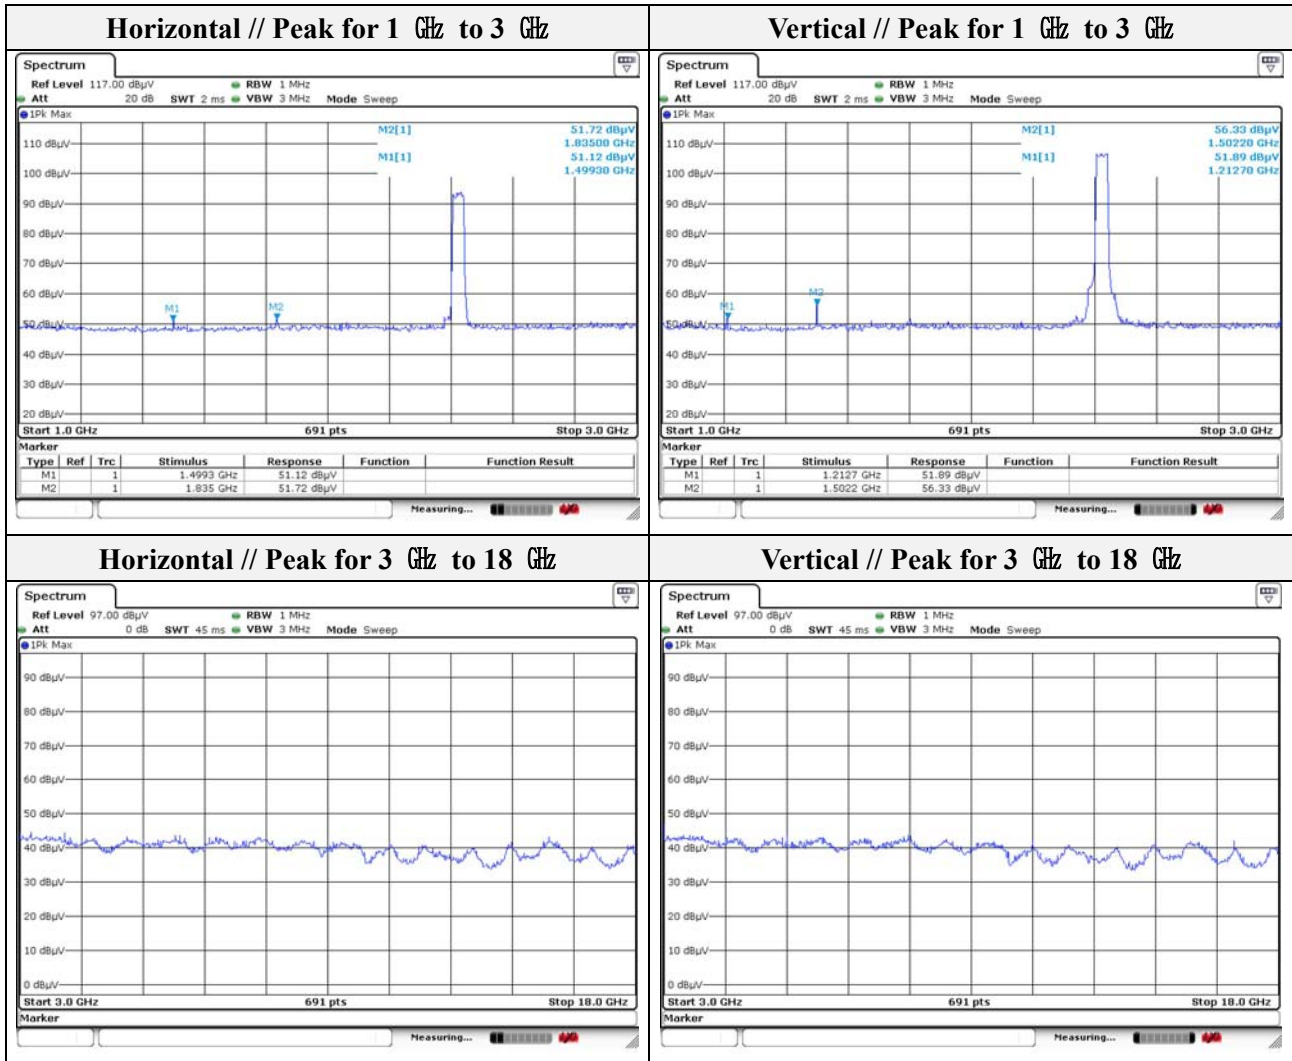 Horizontal // Peak for 1 ㎓ to 3 ㎓
Spectrum
Ref Level 117.00 dBµV RBW 1 MHz
Att 20 dB SWT 2 ms VBW 3 MHz Mode Sweep
1Pk Max
M2[1] 51.72 dBµV
1.83500 GHz
M1[1] 51.12 dBµV
1.49930 GHz
110 dBµV
100 dBµV
90 dBµV
80 dBµV
70 dBµV
60 dBµV
M1 M2
50 dBµV
40 dBµV
30 dBµV
20 dBµV
Start 1.0 GHz 691 pts Stop 3.0 GHz
Marker
Type Ref Trc Stimulus Response Function Function Result
M1 1 1.4993 GHz 51.12 dBµV
M2 1 1.835 GHz 51.72 dBµV
Measuring...
Vertical // Peak for 1 ㎓ to 3 ㎓
Spectrum
Ref Level 117.00 dBµV RBW 1 MHz
Att 20 dB SWT 2 ms VBW 3 MHz Mode Sweep
1Pk Max
M2[1] 56.33 dBµV
1.50220 GHz
M1[1] 51.89 dBµV
1.21270 GHz
110 dBµV
100 dBµV
90 dBµV
80 dBµV
70 dBµV
60 dBµV
M1 M2
50 dBµV
40 dBµV
30 dBµV
20 dBµV
Start 1.0 GHz 691 pts Stop 3.0 GHz
Marker
Type Ref Trc Stimulus Response Function Function Result
M1 1 1.2127 GHz 51.89 dBµV
M2 1 1.5022 GHz 56.33 dBµV
Measuring...
Horizontal // Peak for 3 ㎓ to 18 ㎓
Spectrum
Ref Level 97.00 dBµV RBW 1 MHz
Att 0 dB SWT 45 ms VBW 3 MHz Mode Sweep
1Pk Max
90 dBµV
80 dBµV
70 dBµV
60 dBµV
50 dBµV
40 dBµV
30 dBµV
20 dBµV
10 dBµV
0 dBµV
Start 3.0 GHz 691 pts Stop 18.0 GHz
Marker
Measuring...
Vertical // Peak for 3 ㎓ to 18 ㎓
Spectrum
Ref Level 97.00 dBµV RBW 1 MHz
Att 0 dB SWT 45 ms VBW 3 MHz Mode Sweep
1Pk Max
90 dBµV
80 dBµV
70 dBµV
60 dBµV
50 dBµV
40 dBµV
30 dBµV
20 dBµV
10 dBµV
0 dBµV
Start 3.0 GHz 691 pts Stop 18.0 GHz
Marker
Measuring...